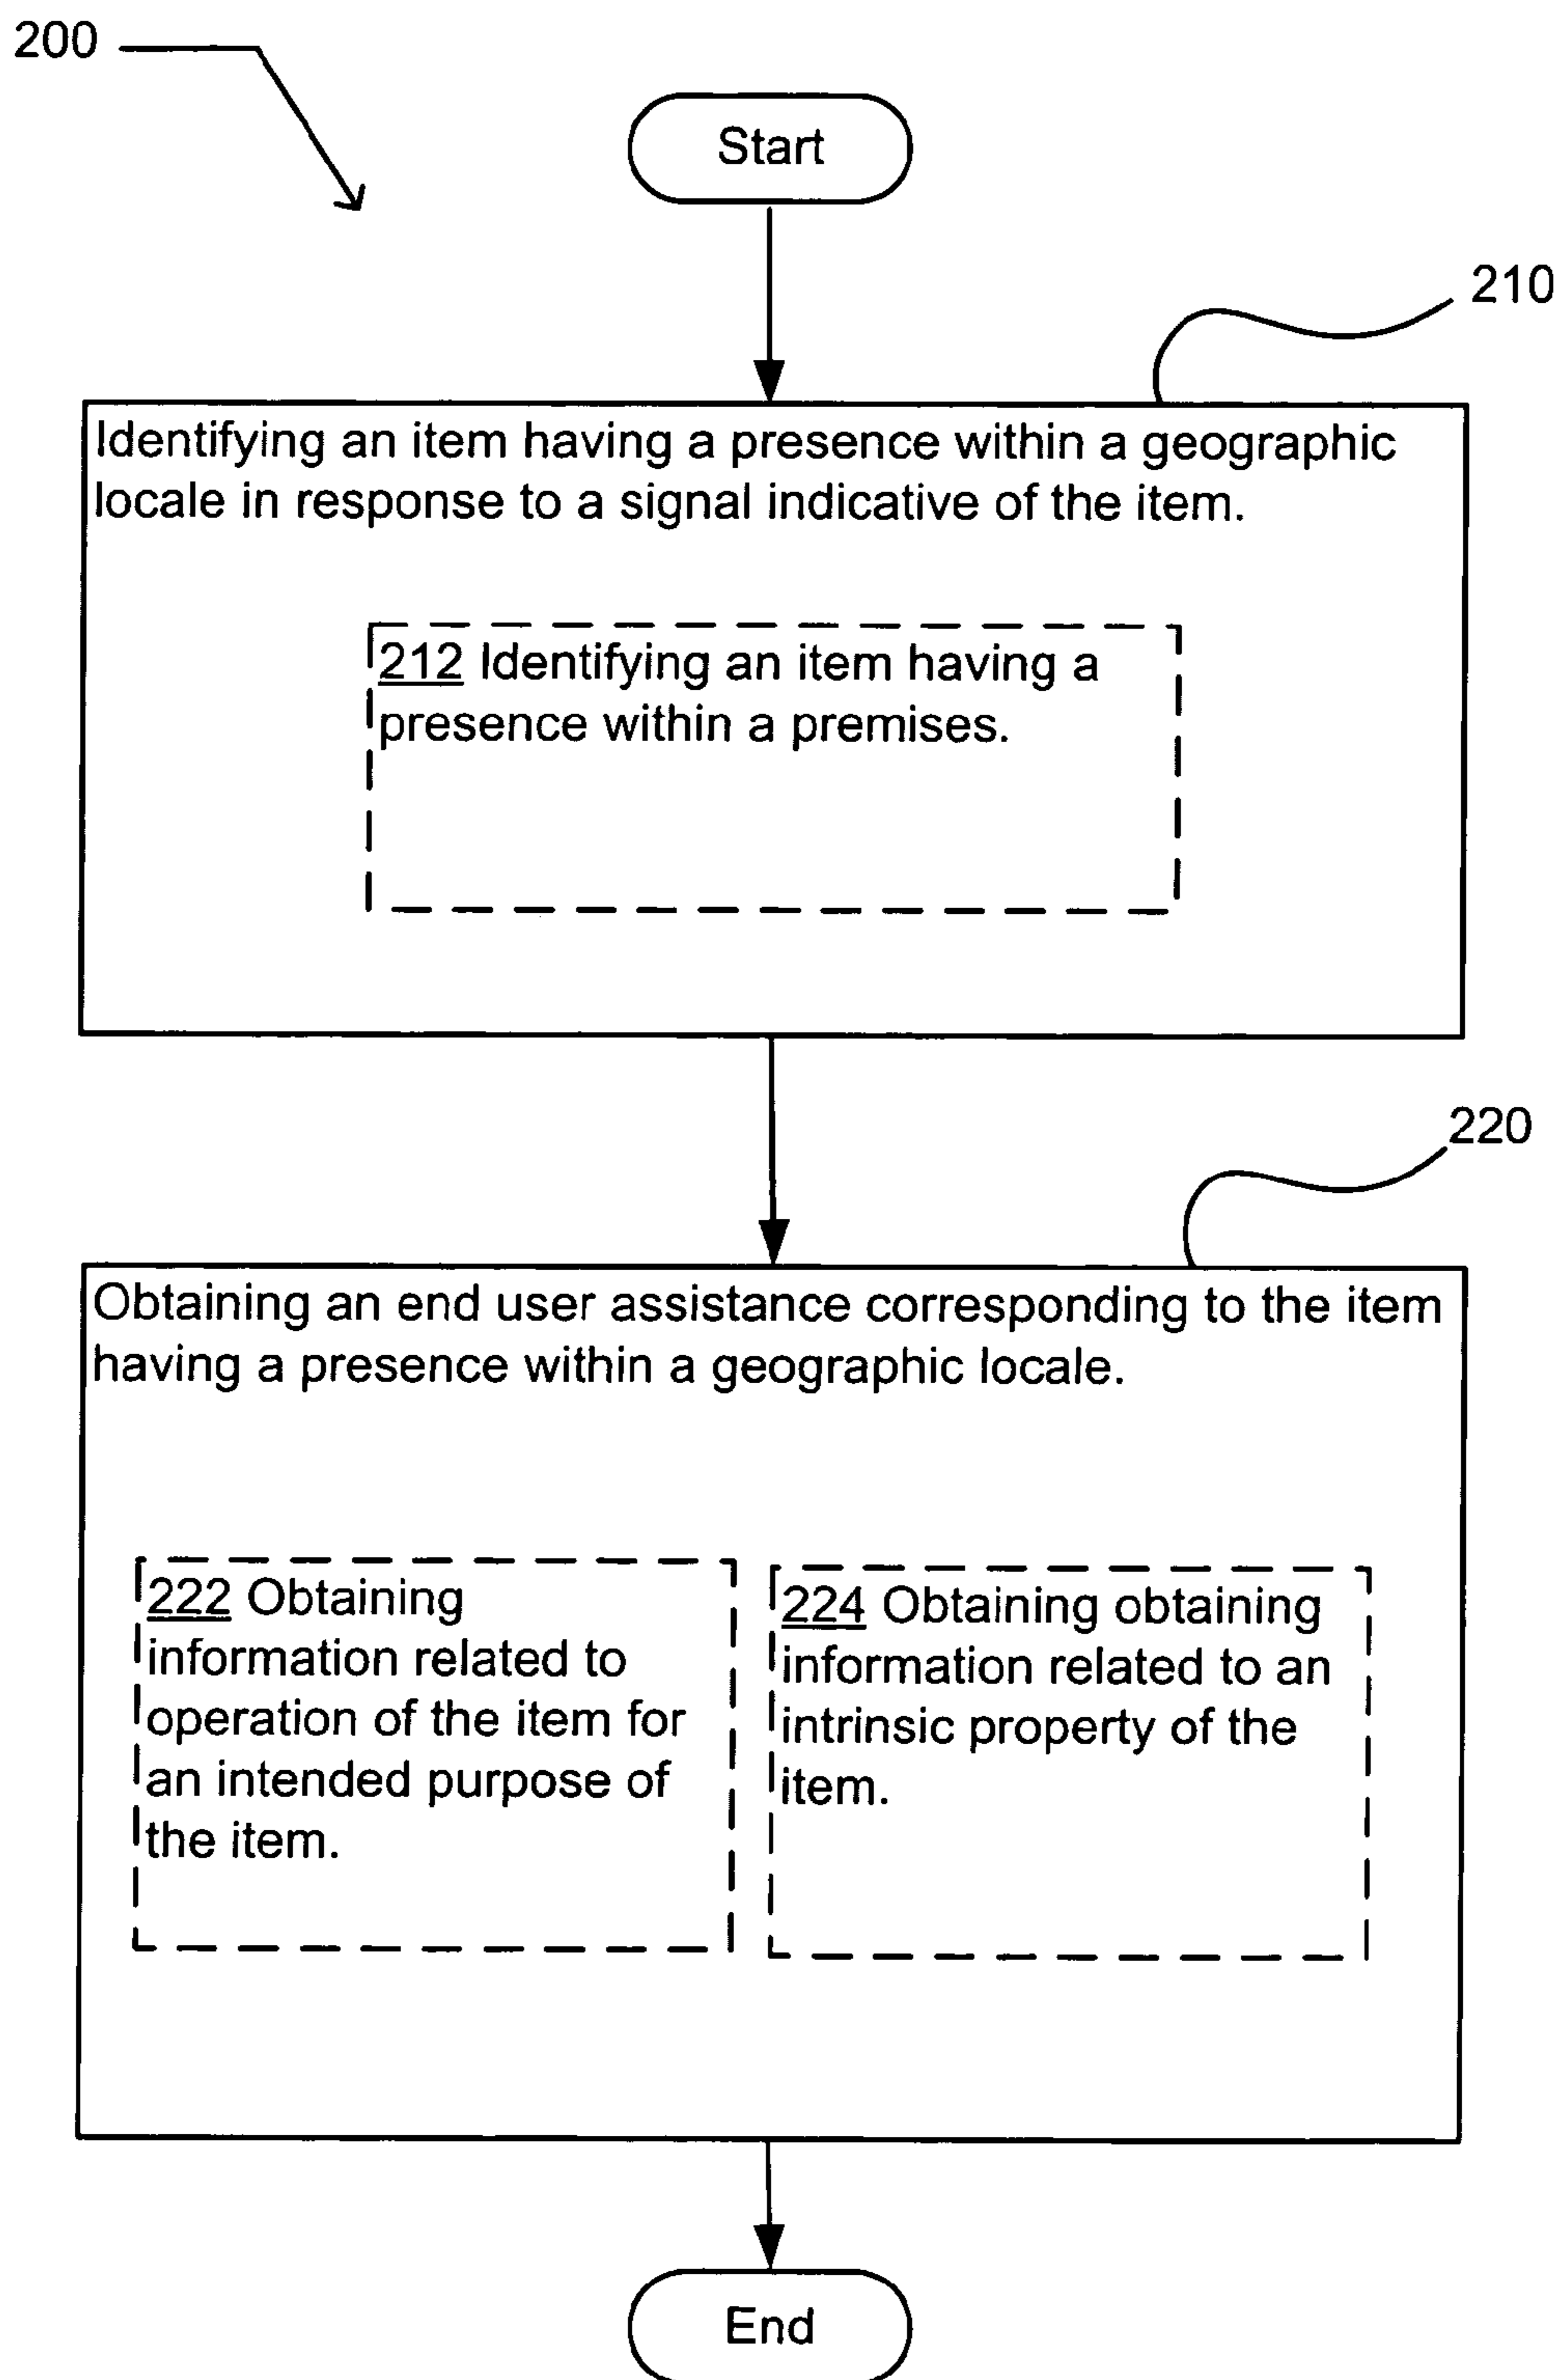 200
Start
210
Identifying an item having a presence within a geographic
locale in response to a signal indicative of the item.
212 Identifying an item having a
presence within a premises.
220
Obtaining an end user assistance corresponding to the item
having a presence within a geographic locale.
222 Obtaining
information related to
operation of the item for
an intended purpose of
the item.
224 Obtaining obtaining
information related to an
intrinsic property of the
item.
End